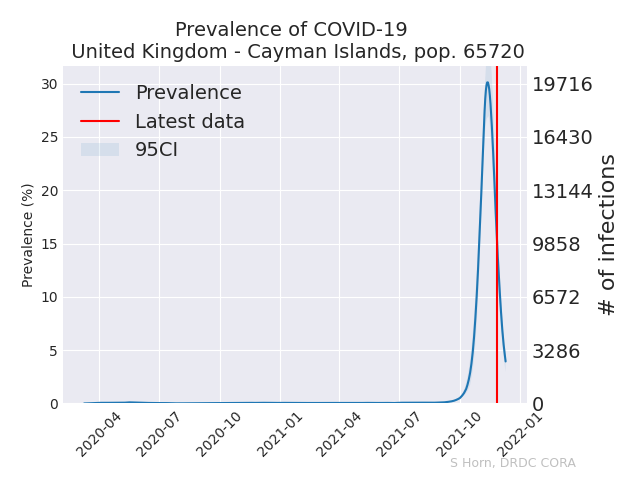 Prevalence of COVID-19
United Kingdom - Cayman Islands, pop. 65720
Prevalence
Latest data
95CI
Prevalence (%)
30
25
20
15
10
5
0
19716
16430
13144
9858
6572
3286
0
# of infections
2020-04
2020-07
2020-10
2021-01
2021-04
2021-07
2021-10
2022-01
S Horn, DRDC CORA